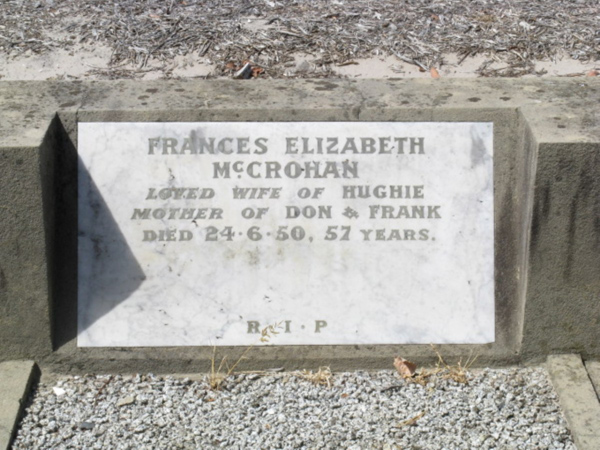 FRANCES ELIZABETH
McCROHAN
LOVED WIFE OF HUGHIE
MOTHER OF DON & FRANK
DIED 24·6·50, 57 YEARS.
R·I·P